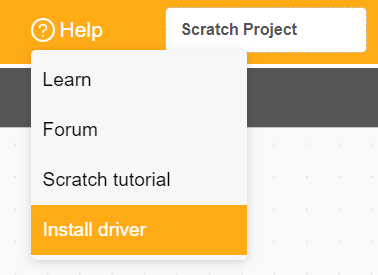 Help
Scratch Project
Learn
Forum
Scratch tutorial
Install driver